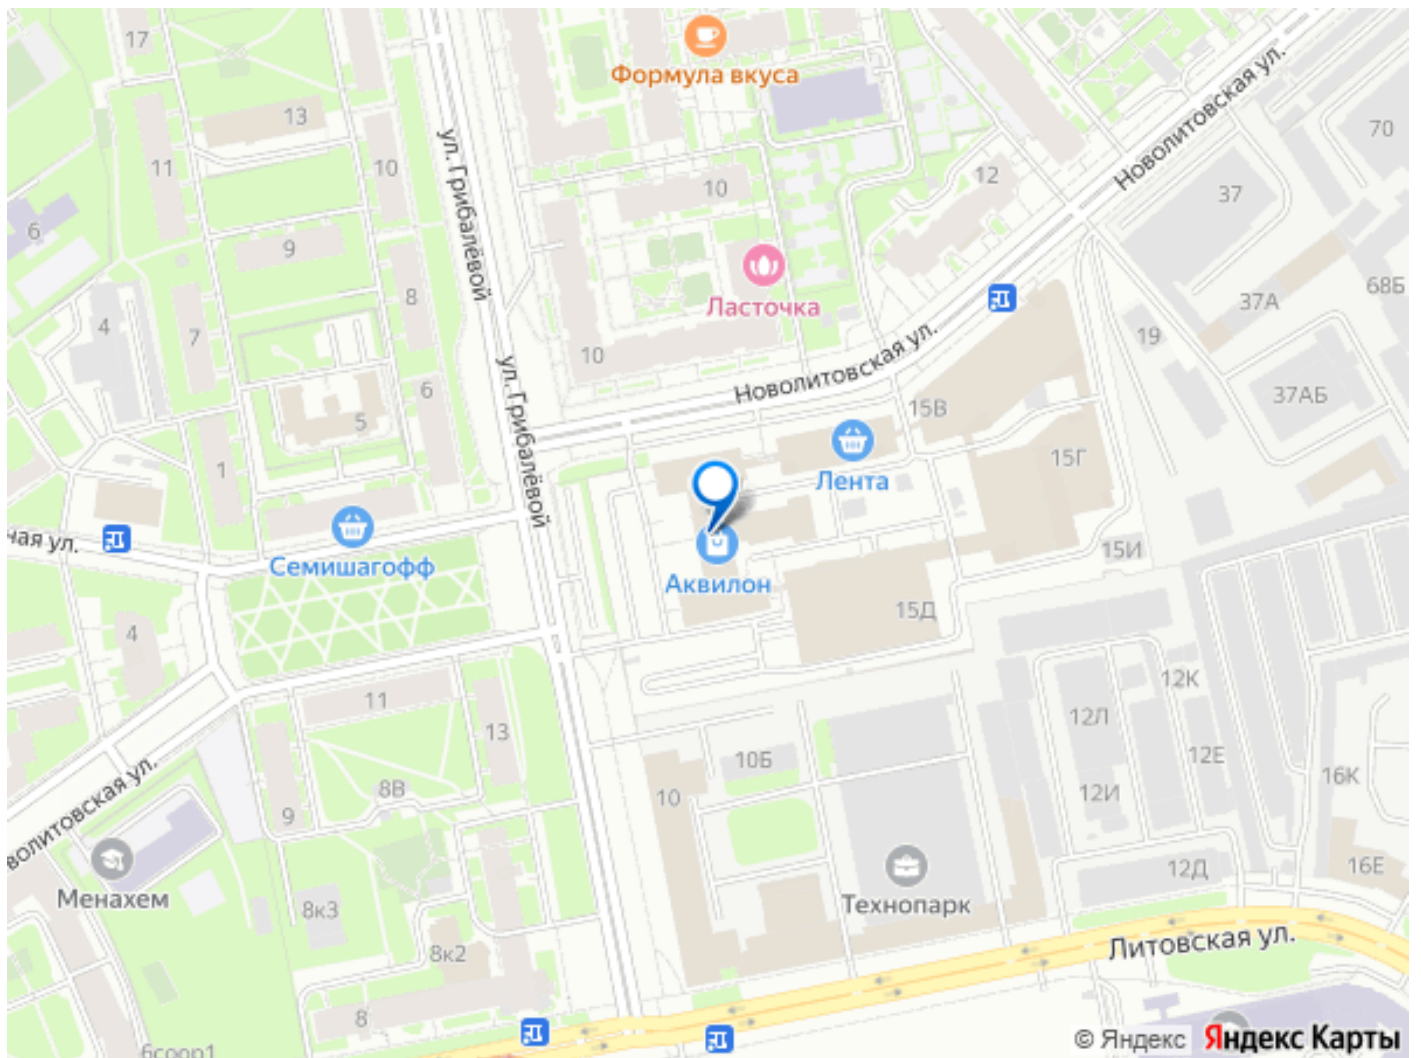 17
Формула вкуса
13
11
10
ул. Грибалёвой
10
12
Новолитовская ул.
70
37
6
9
8
Ласточка
37А
68Б
4
7
10
ул. Грибалёвой
Новолитовская ул.
19
6
5
15В
37АБ
1
Лента
15Г
ная ул.
Семишагофф
Аквилон
15И
15Д
4
11
13
12К
12Л
12Е
10Б
волитовская ул.
8В
9
10
12И
16К
Менахем
8к3
Технопарк
12Д
16Е
8к2
Литовская ул.
8
6соор1
© Яндекс Яндекс Карты